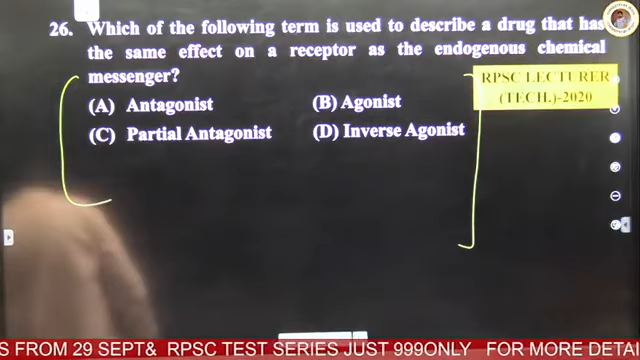 26. Which of the following term is used to describe a drug that has
the same effect on a receptor as the endogenous chemical
messenger?
RPSC LECTURER
(TECH.)-2020
(A) Antagonist (B) Agonist
(C) Partial Antagonist (D) Inverse Agonist
S FROM 29 SEPT& RPSC TEST SERIES JUST 999ONLY FOR MORE DETAI